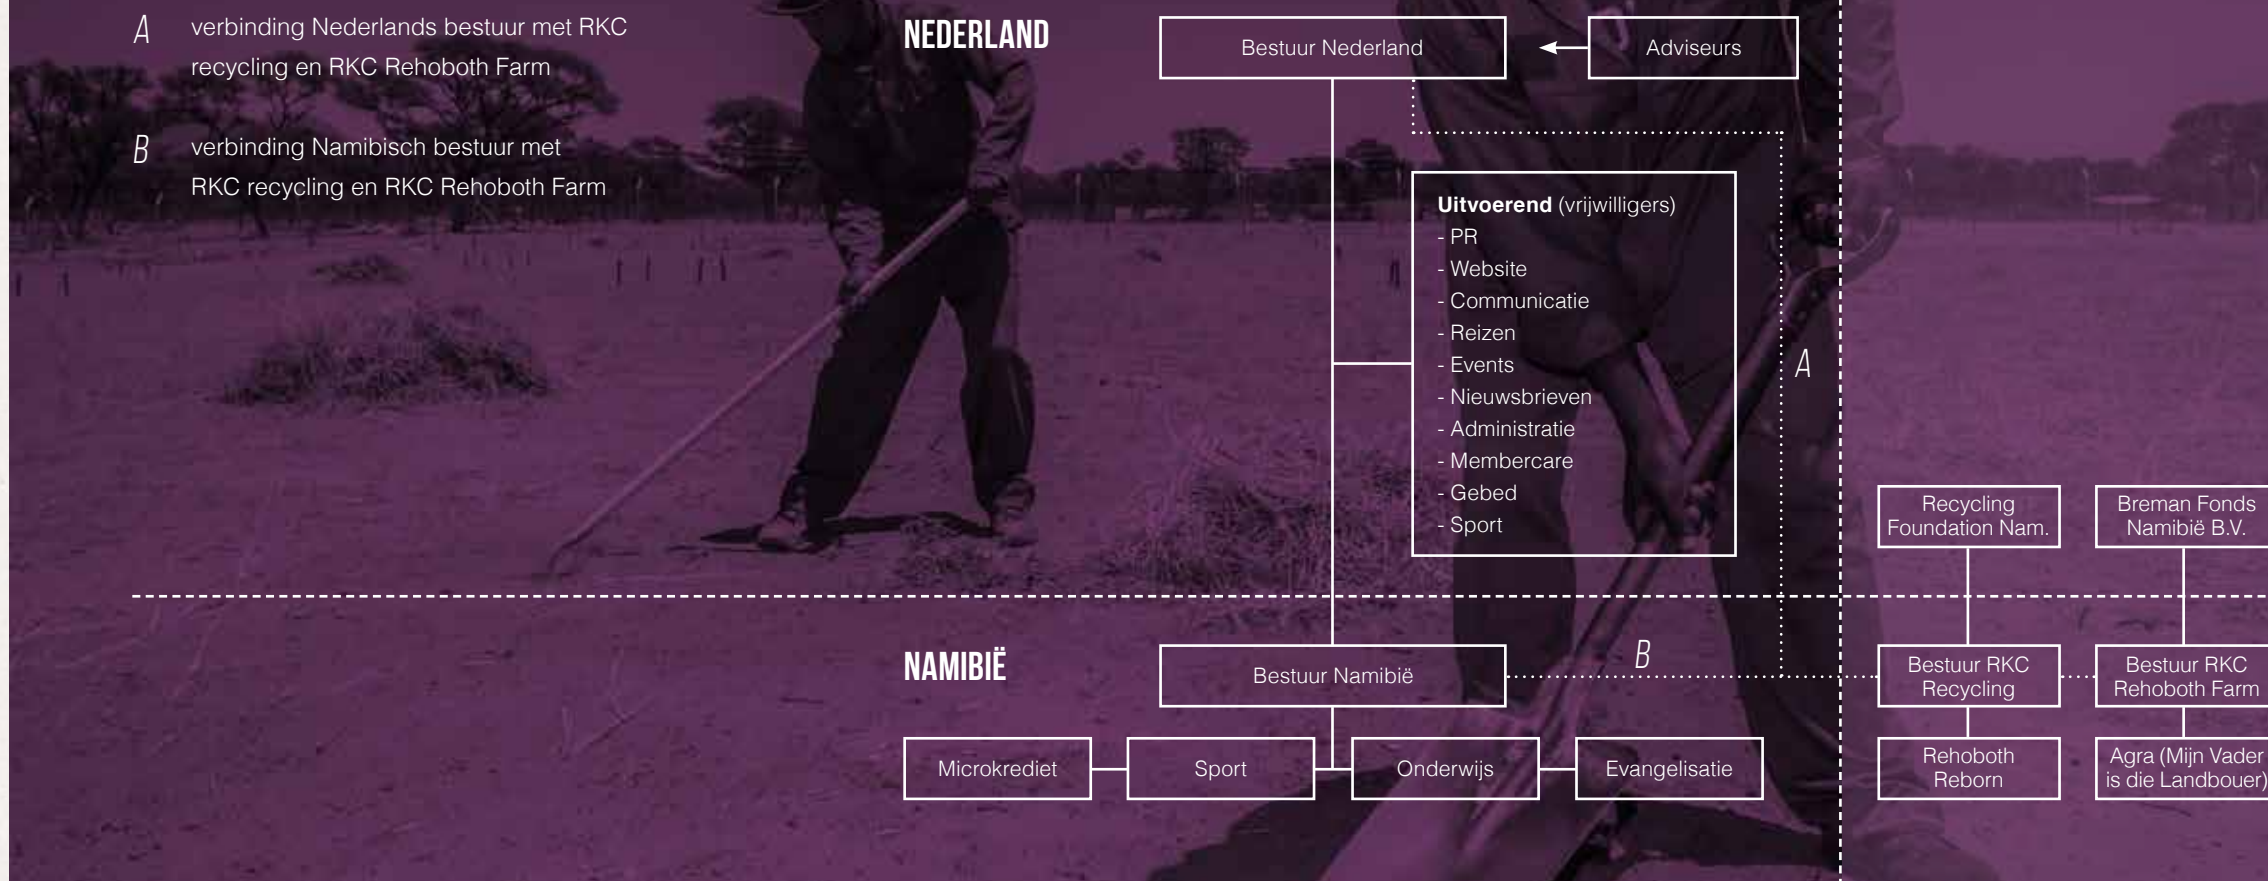 A verbinding Nederlands bestuur met RKC
recycling en RKC Rehoboth Farm
B verbinding Namibisch bestuur met
RKC recycling en RKC Rehoboth Farm
NEDERLAND
Bestuur Nederland
Adviseurs
Uitvoerend (vrijwilligers)
- PR
- Website
- Communicatie
- Reizen
- Events
- Nieuwsbrieven
- Administratie
- Membercare
- Gebed
- Sport
A
Recycling
Foundation Nam.
Breman Fonds
Namibië B.V.
NAMIBIË
Bestuur Namibië
B
Bestuur RKC
Recycling
Bestuur RKC
Rehoboth Farm
Microkrediet
Sport
Onderwijs
Evangelisatie
Rehoboth
Reborn
Agra (Mijn Vader
is die Landbouer)